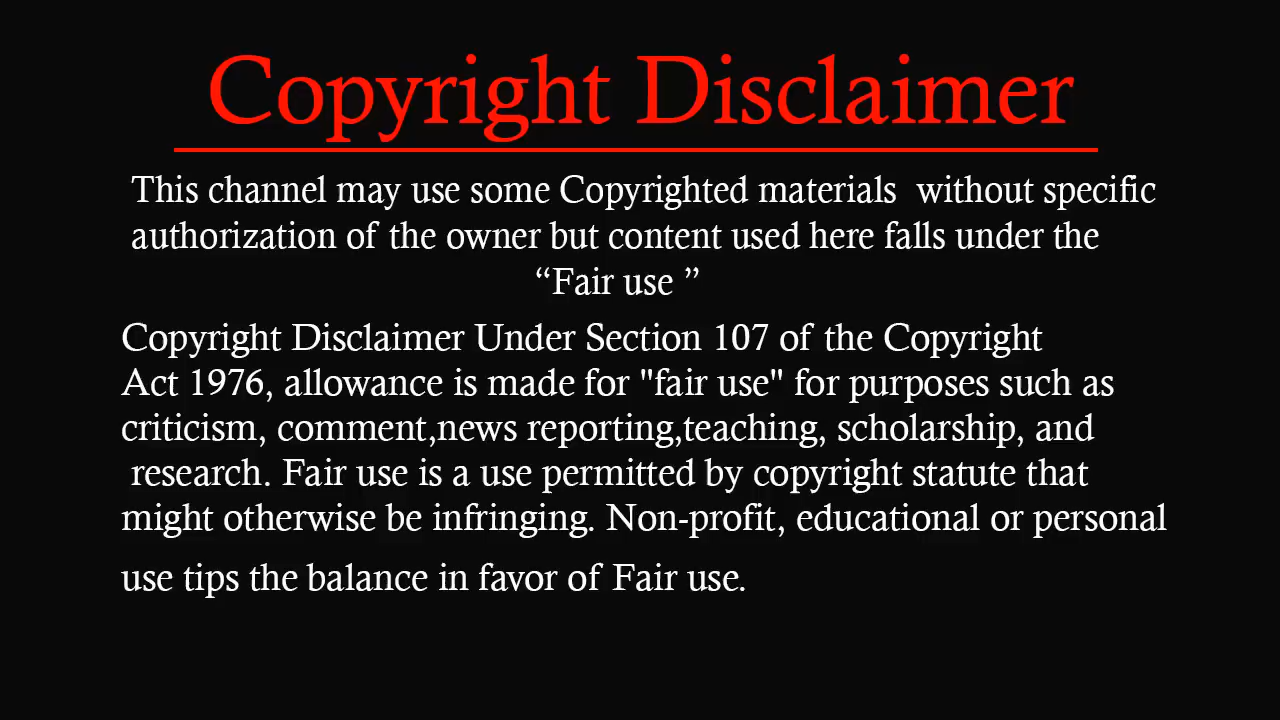 Copyright Disclaimer
This channel may use some Copyrighted materials  without specific
authorization of the owner but content used here falls under the
“Fair use ”
Copyright Disclaimer Under Section 107 of the Copyright
Act 1976, allowance is made for "fair use" for purposes such as
criticism, comment,news reporting,teaching, scholarship, and
research. Fair use is a use permitted by copyright statute that
might otherwise be infringing. Non-profit, educational or personal
use tips the balance in favor of Fair use.